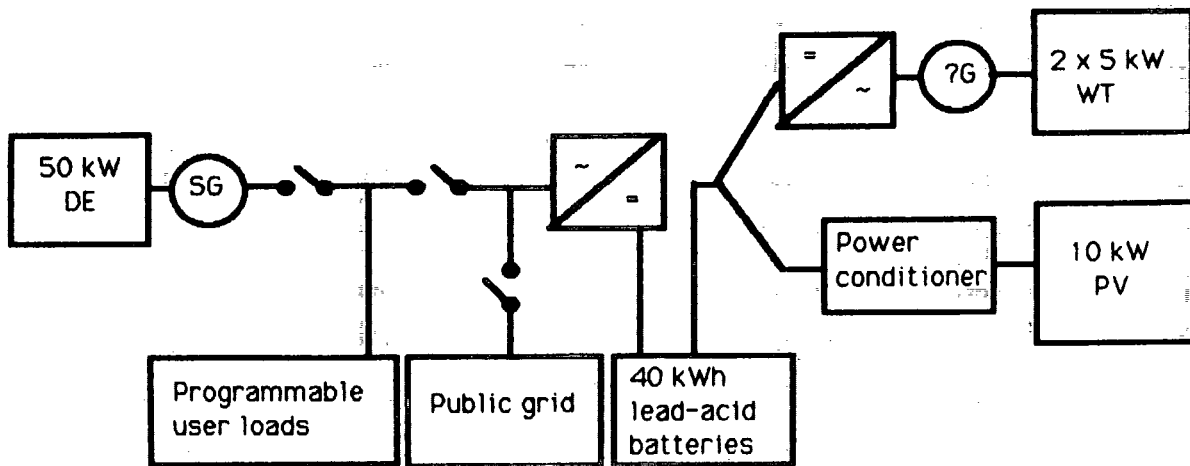 50 kW
DE
SG
~
=
=
~
?G
2 x 5 kW
WT
Power
conditioner
10 kW
PV
Programmable
user loads
Public grid
40 kWh
lead-acid
batteries